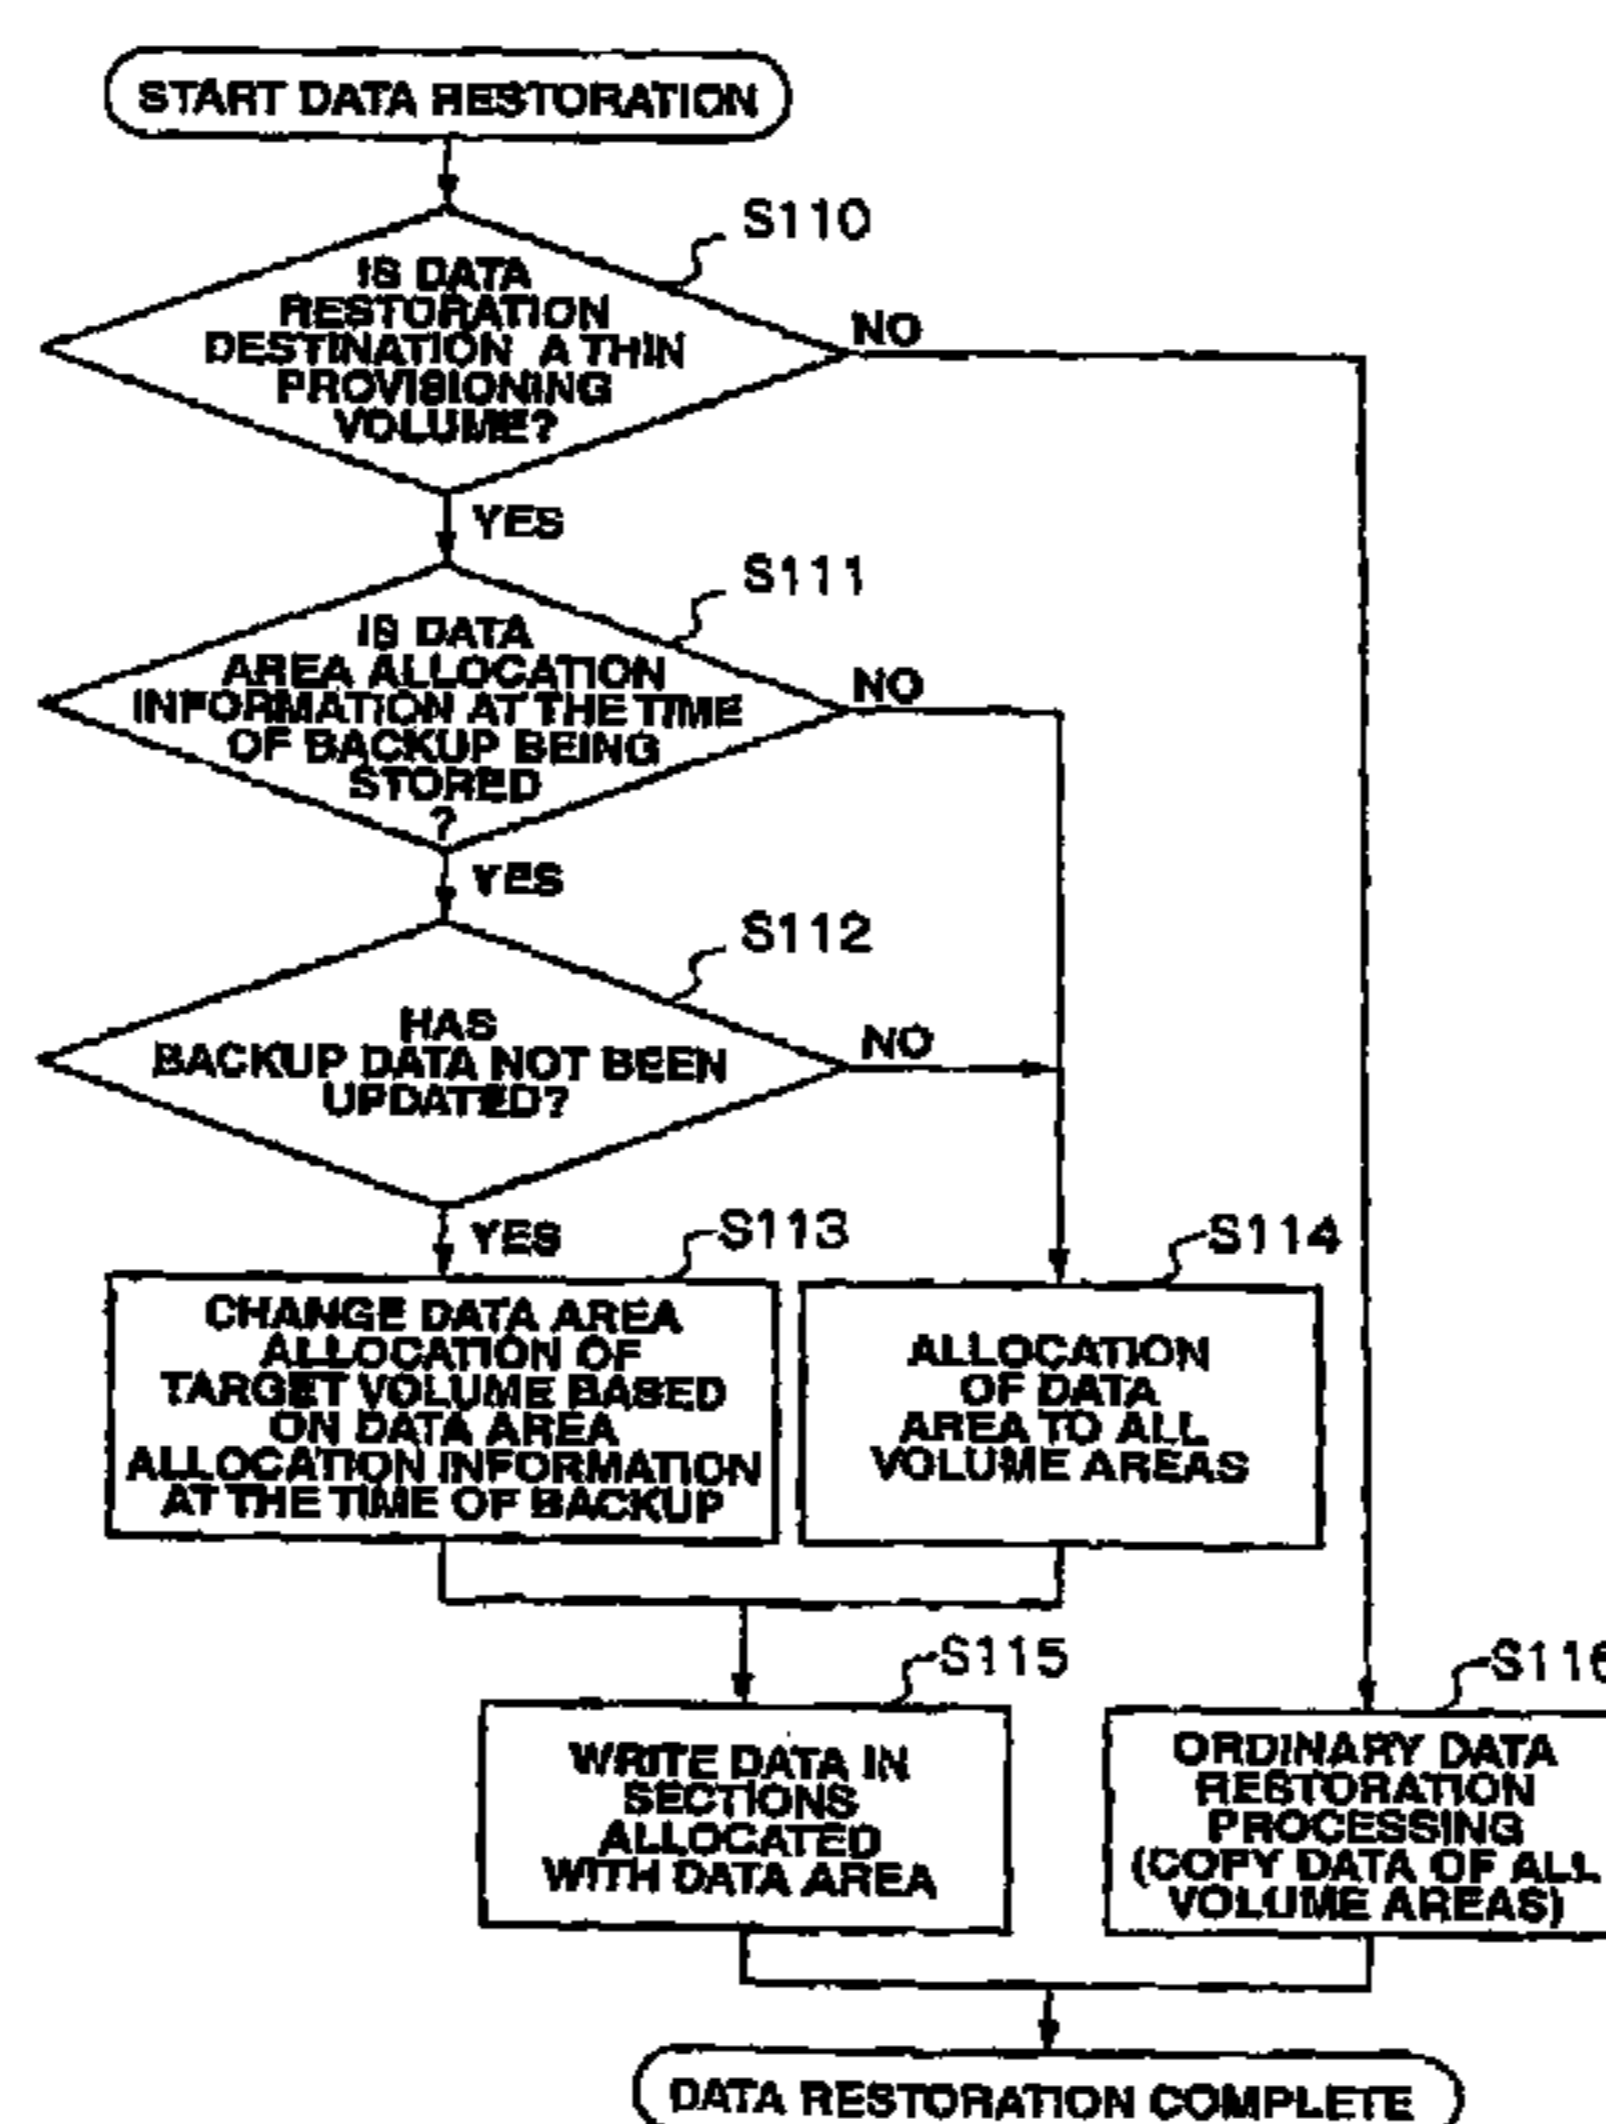 START DATA RESTORATION
S110
IS DATA
RESTORATION
DESTINATION A THIN
PROVISIONING
VOLUME?
NO
YES
S111
IS DATA
AREA ALLOCATION
INFORMATION AT THE TIME
OF BACKUP BEING
STORED
?
NO
YES
S112
HAS
BACKUP DATA NOT BEEN
UPDATED?
NO
YES
S113
CHANGE DATA AREA
ALLOCATION OF
TARGET VOLUME BASED
ON DATA AREA
ALLOCATION INFORMATION
AT THE TIME OF BACKUP
S114
ALLOCATION
OF DATA
AREA TO ALL
VOLUME AREAS
S115
WRITE DATA IN
SECTIONS
ALLOCATED
WITH DATA AREA
S116
ORDINARY DATA
RESTORATION
PROCESSING
(COPY DATA OF ALL
VOLUME AREAS)
DATA RESTORATION COMPLETE